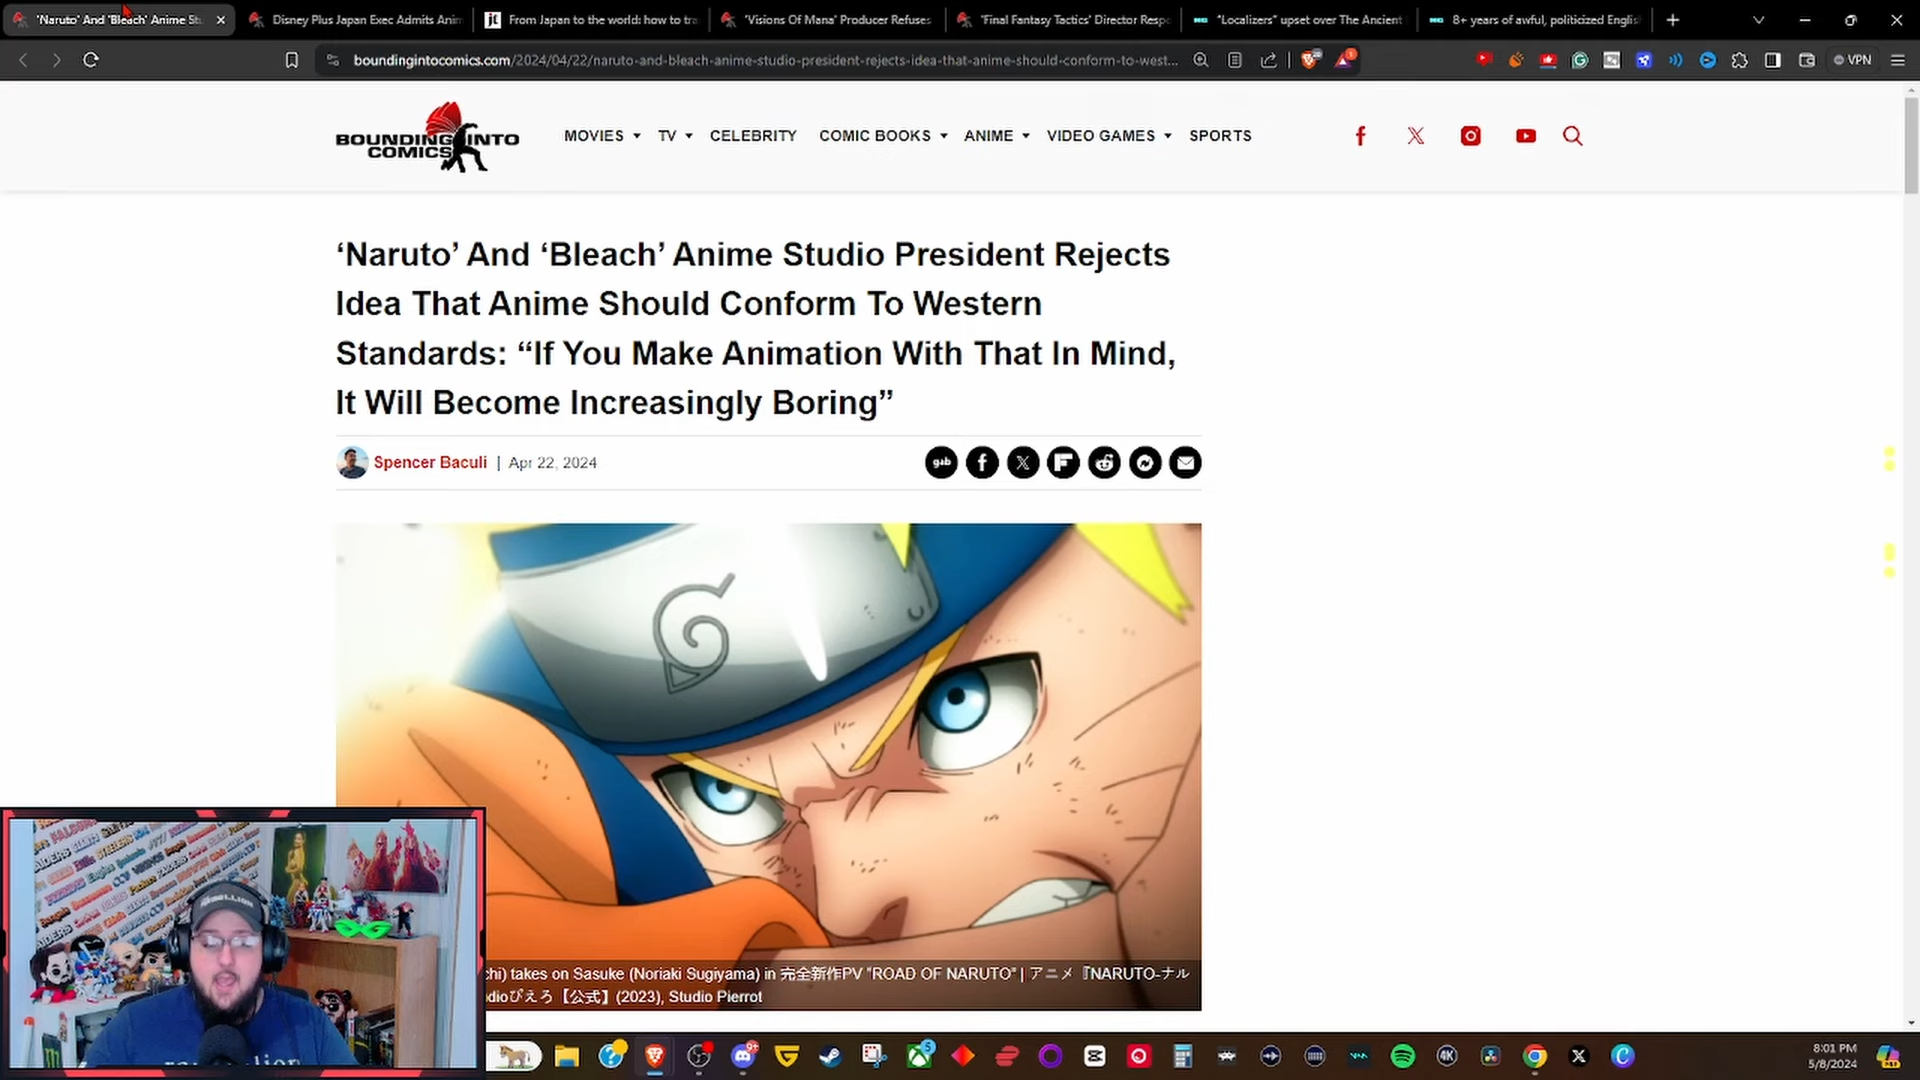 'Naruto' And 'Bleach' Anime Stu
Disney Plus Japan Exec Admits Anim
From Japan to the world: how to tra
'Visions Of Mana' Producer Refuses
'Final Fantasy Tactics' Director Respo
"Localizers" upset over The Ancient
8+ years of awful, politicized Englis
boundingintocomics.com/2024/04/22/naruto-and-bleach-anime-studio-president-rejects-idea-that-anime-should-conform-to-west...
VPN
BOUNDING INTO
COMICS
MOVIES
TV
CELEBRITY
COMIC BOOKS
ANIME
VIDEO GAMES
SPORTS
‘Naruto’ And ‘Bleach’ Anime Studio President Rejects
Idea That Anime Should Conform To Western
Standards: “If You Make Animation With That In Mind,
It Will Become Increasingly Boring”
Spencer Baculi | Apr 22, 2024
gab
chi) takes on Sasuke (Noriaki Sugiyama) in 完全新作PV "ROAD OF NARUTO" | アニメ『NARUTO-ナル
dioぴえろ【公式】(2023), Studio Pierrot
8:01 PM
5/8/2024